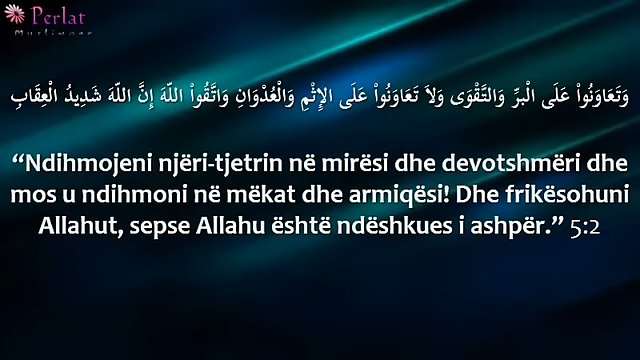 Perlat
Muslimane
وَتَعَاوَنُواْ عَلَى الْبرِّ وَالتَّقْوَى وَلاَ تَعَاوَنُواْ عَلَى الإِثْمِ وَالْعُدْوَانِ وَاتَّقُواْ اللّهَ إِنَّ اللّهَ شَدِيدُ الْعِقَابِ
“Ndihmojeni njëri-tjetrin në mirësi dhe devotshmëri dhe
mos u ndihmoni në mëkat dhe armiqësi! Dhe frikësohuni
Allahut, sepse Allahu është ndëshkues i ashpër.” 5:2